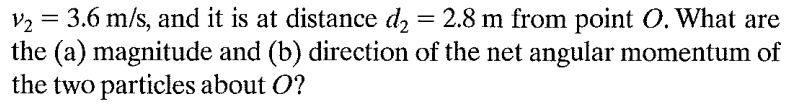 v₂ = 3.6 m/s, and it is at distance d₂ = 2.8 m from point O. What are
the (a) magnitude and (b) direction of the net angular momentum of
the two particles about O?